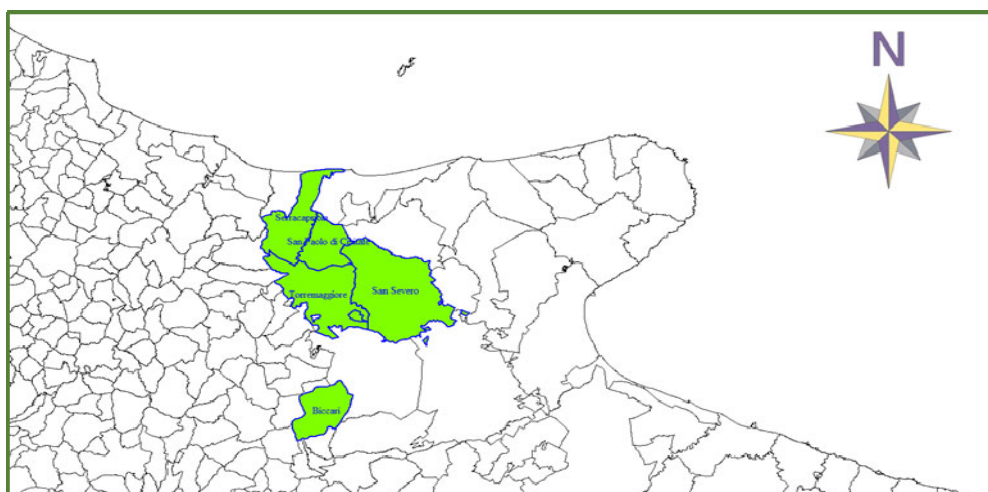 N
Serracapriola
San Paolo di Civitate
Torremaggiore
San Severo
Biccari